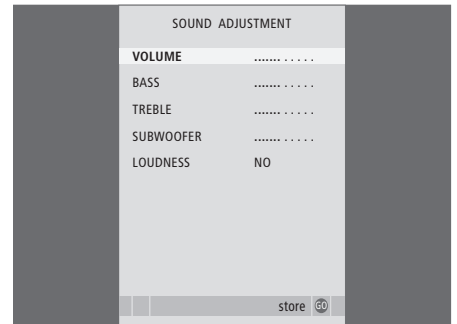 SOUND ADJUSTMENT
VOLUME ............
BASS ............
TREBLE ............
SUBWOOFER ............
LOUDNESS NO
store GO